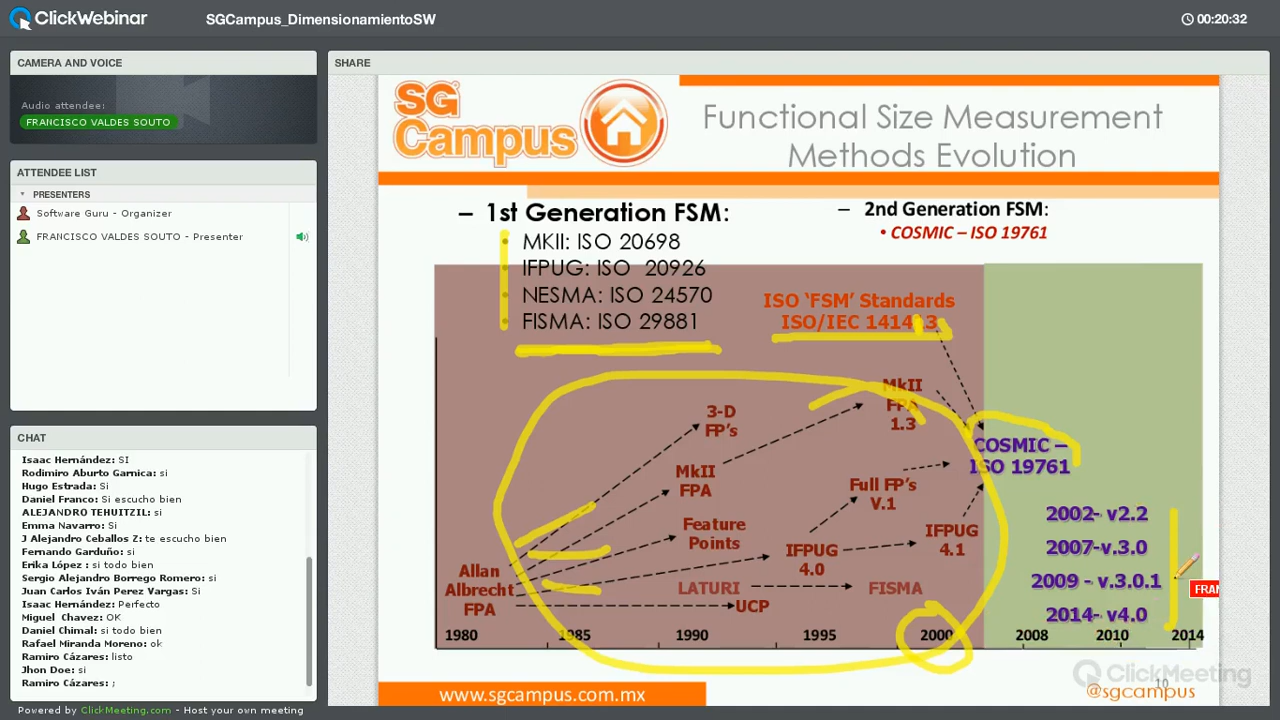 ClickWebinar
SGCampus_DimensionamientoSW
00:20:32
CAMERA AND VOICE
Audio attendee:
FRANCISCO VALDES SOUTO
ATTENDEE LIST
PRESENTERS
Software Guru - Organizer
FRANCISCO VALDES SOUTO - Presenter
CHAT
Isaac Hernández: SI
Rodimiro Aburto Garnica: si
Hugo Estrada: Si
Daniel Franco: Si escucho bien
ALEJANDRO TEHUITZIL: si
Emma Navarro: Si
J Alejandro Ceballos Z: te escucho bien
Fernando Garduño: si
Erika López : si todo bien
Sergio Alejandro Borrego Romero: si
Juan Carlos Iván Perez Vargas: Si
Isaac Hernández: Perfecto
Miguel Chavez: OK
Daniel Chimal: si todo bien
Rafael Miranda Moreno: ok
Ramiro Cázares: listo
Jhon Doe: si
Ramiro Cázares: ;
Powered by ClickMeeting.com - Host your own meeting
SHARE
SG
Campus
Functional Size Measurement
Methods Evolution
– 1st Generation FSM:
• MKII: ISO 20698
• IFPUG: ISO 20926
• NESMA: ISO 24570
• FISMA: ISO 29881
– 2nd Generation FSM:
• COSMIC – ISO 19761
ISO ‘FSM’ Standards
ISO/IEC 14143
MkII
FPA
1.3
3-D
FP’s
COSMIC –
ISO 19761
MkII
FPA
Full FP’s
V.1
Feature
Points
IFPUG
4.1
IFPUG
4.0
Allan
Albrecht
FPA
LATURI
FISMA
UCP
2002- v2.2
2007-v.3.0
2009 - v.3.0.1
2014- v4.0
FRAN
1980 1985 1990 1995 2000 2008 2010 2014
ClickMeeting
10
www.sgcampus.com.mx
@sgcampus